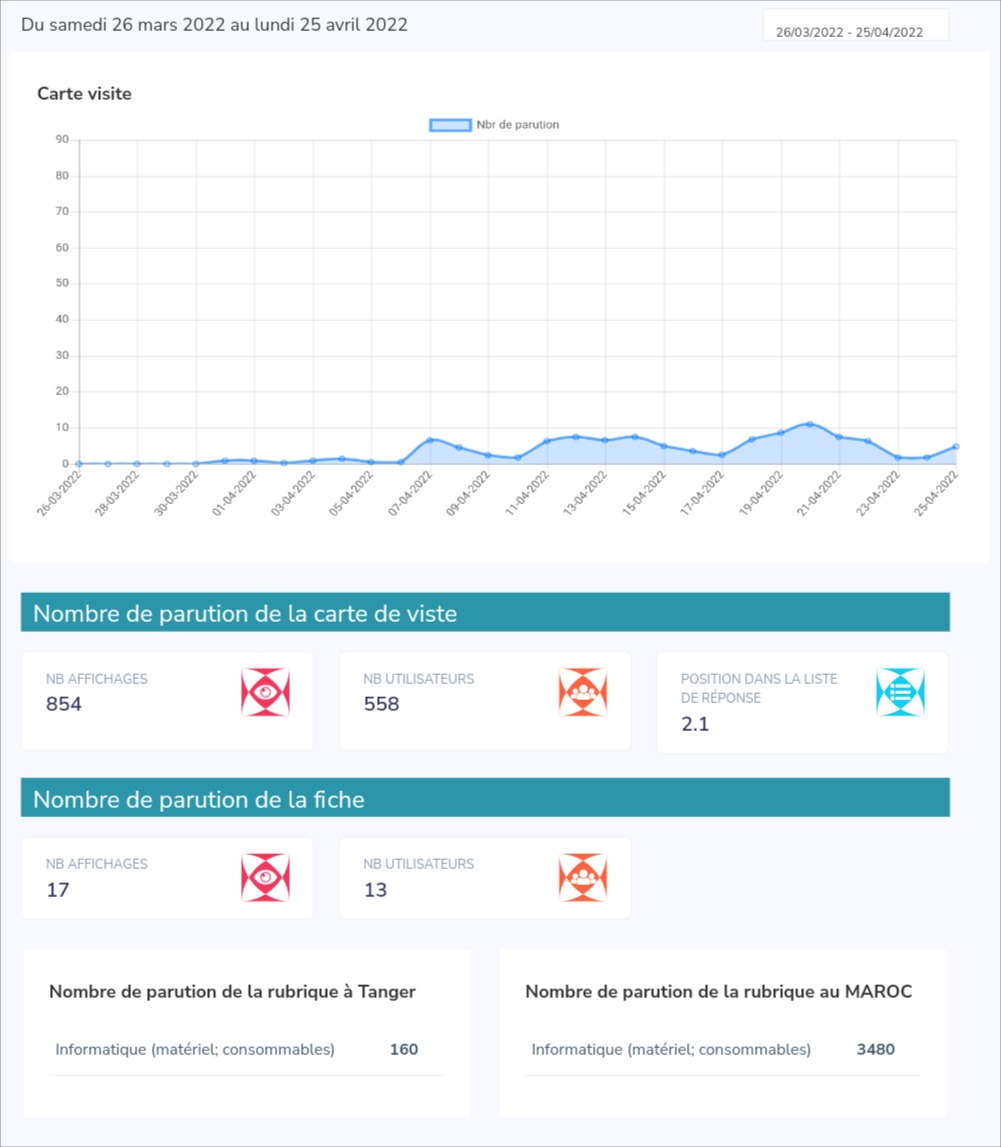 Du samedi 26 mars 2022 au lundi 25 avril 2022
26/03/2022 - 25/04/2022
Carte visite
Nbr de parution
90
80
70
60
50
40
30
20
10
0
26-03-2022
28-03-2022
30-03-2022
01-04-2022
03-04-2022
05-04-2022
07-04-2022
09-04-2022
11-04-2022
13-04-2022
15-04-2022
17-04-2022
19-04-2022
21-04-2022
23-04-2022
25-04-2022
Nombre de parution de la carte de viste
NB AFFICHAGES
854
NB UTILISATEURS
558
POSITION DANS LA LISTE
DE RÉPONSE
2.1
Nombre de parution de la fiche
NB AFFICHAGES
17
NB UTILISATEURS
13
Nombre de parution de la rubrique à Tanger
Informatique (matériel; consommables) 160
Nombre de parution de la rubrique au MAROC
Informatique (matériel; consommables) 3480